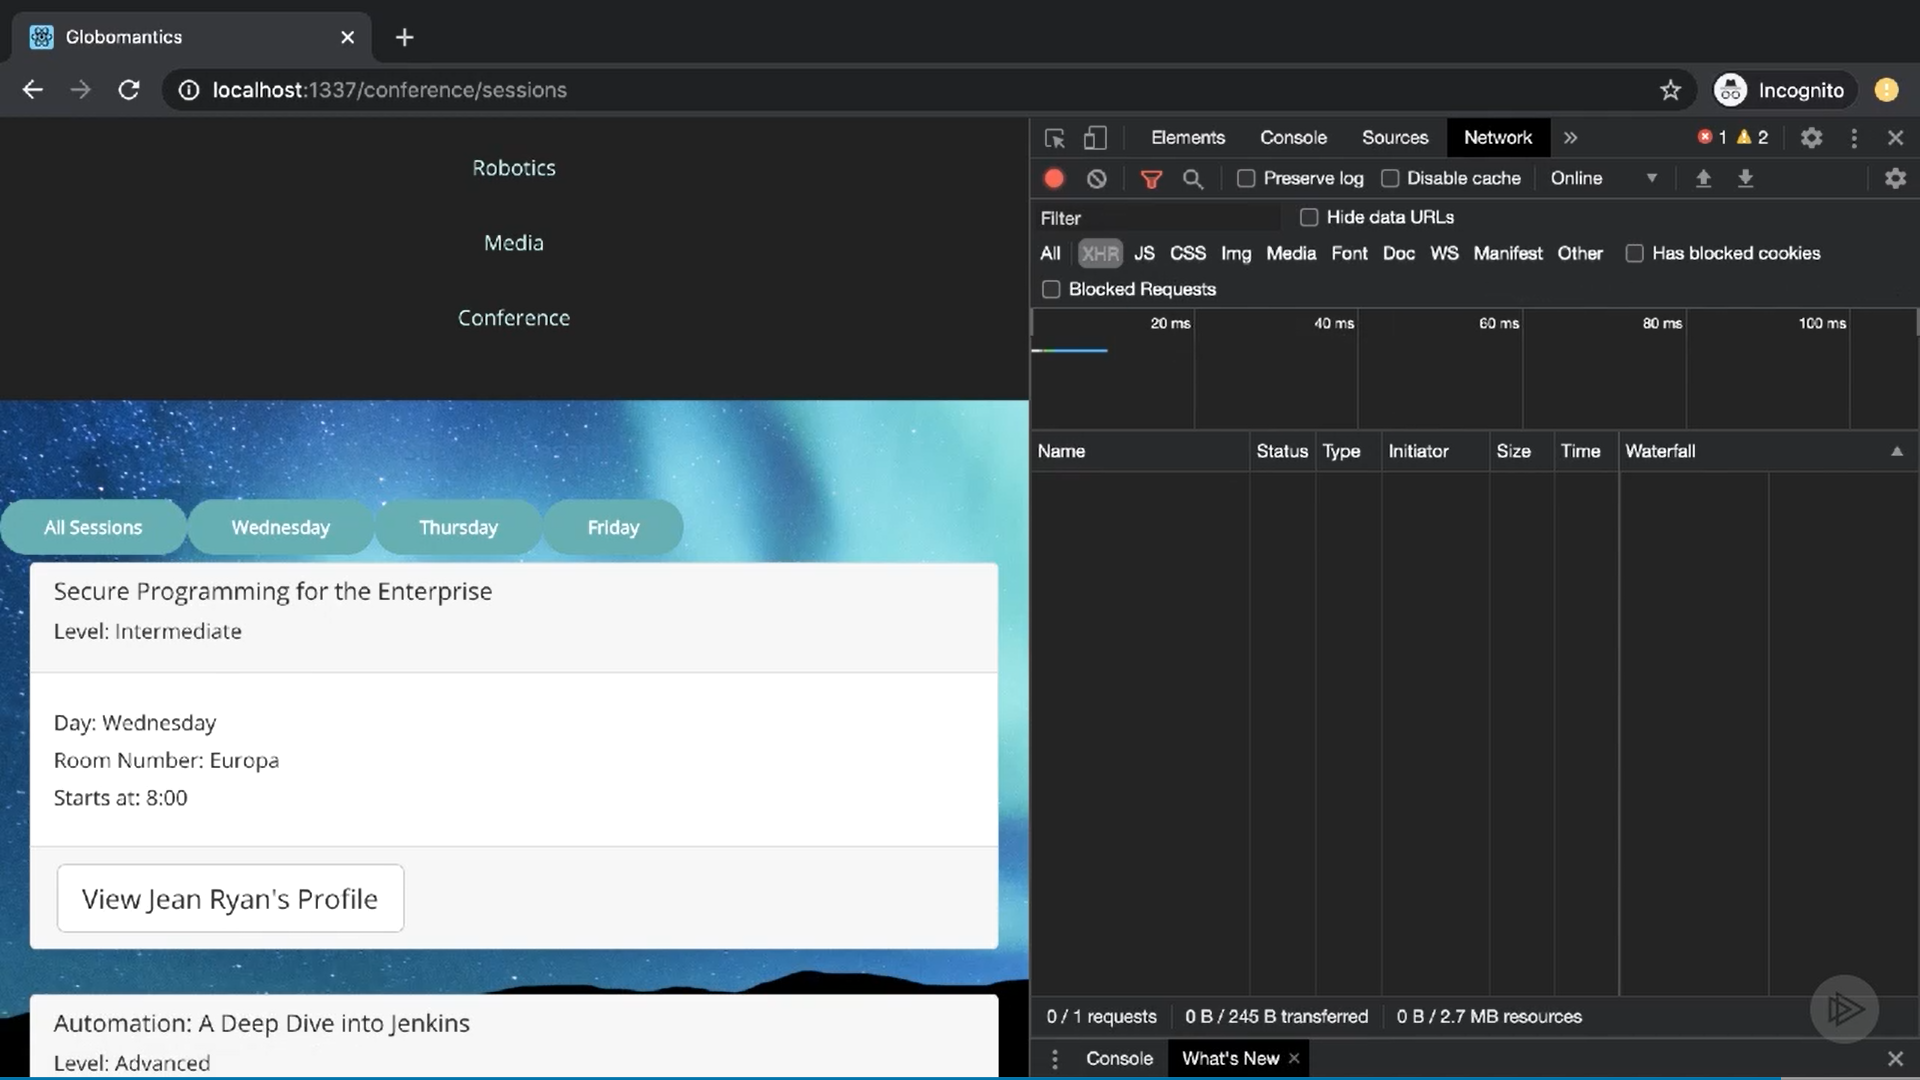 Globomantics
localhost:1337/conference/sessions
Incognito
Robotics
Media
Conference
All Sessions
Wednesday
Thursday
Friday
Secure Programming for the Enterprise
Level: Intermediate
Day: Wednesday
Room Number: Europa
Starts at: 8:00
View Jean Ryan's Profile
Automation: A Deep Dive into Jenkins
Level: Advanced
Elements Console Sources Network 1 2
Preserve log Disable cache Online
Filter Hide data URLs
All XHR JS CSS Img Media Font Doc WS Manifest Other Has blocked cookies
Blocked Requests
20 ms 40 ms 60 ms 80 ms 100 ms
Name Status Type Initiator Size Time Waterfall
0 / 1 requests 0 B / 245 B transferred 0 B / 2.7 MB resources
Console What's New